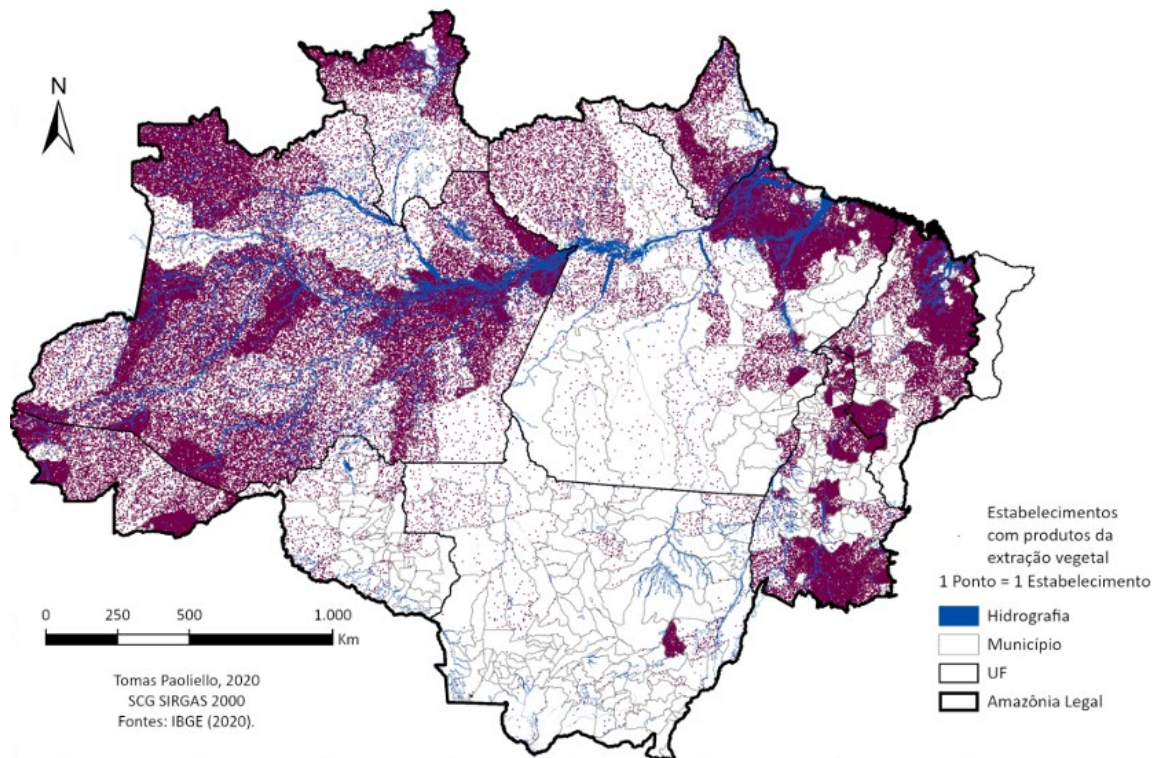 N
Estabelecimentos
com produtos da
extração vegetal
1 Ponto = 1 Estabelecimento
Hidrografia
Município
UF
Amazônia Legal
0 250 500 1.000
Km
Tomas Paoliello, 2020
SCG SIRGAS 2000
Fontes: IBGE (2020).